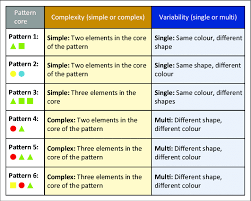 Pattern
core
Complexity (simple or complex)
Variability (single or multi)
Pattern 1:
Simple: Two elements in the core
of the pattern
Single: Same colour, different
shape
Pattern 2:
Simple: Two elements in the core
of the pattern
Single: Same shape, different
colour
Pattern 3:
Simple: Three elements in the
core
Single: Same colour, different
shapes
Pattern 4:
Complex: Two elements in the
core of the pattern
Multi: Different shape,
different colour
Pattern 5:
Complex: Three elements in the
core of the pattern
Multi: Different shape,
different colour
Pattern 6:
Complex: Three elements in the
core of the pattern
Multi: Different shape,
different colour